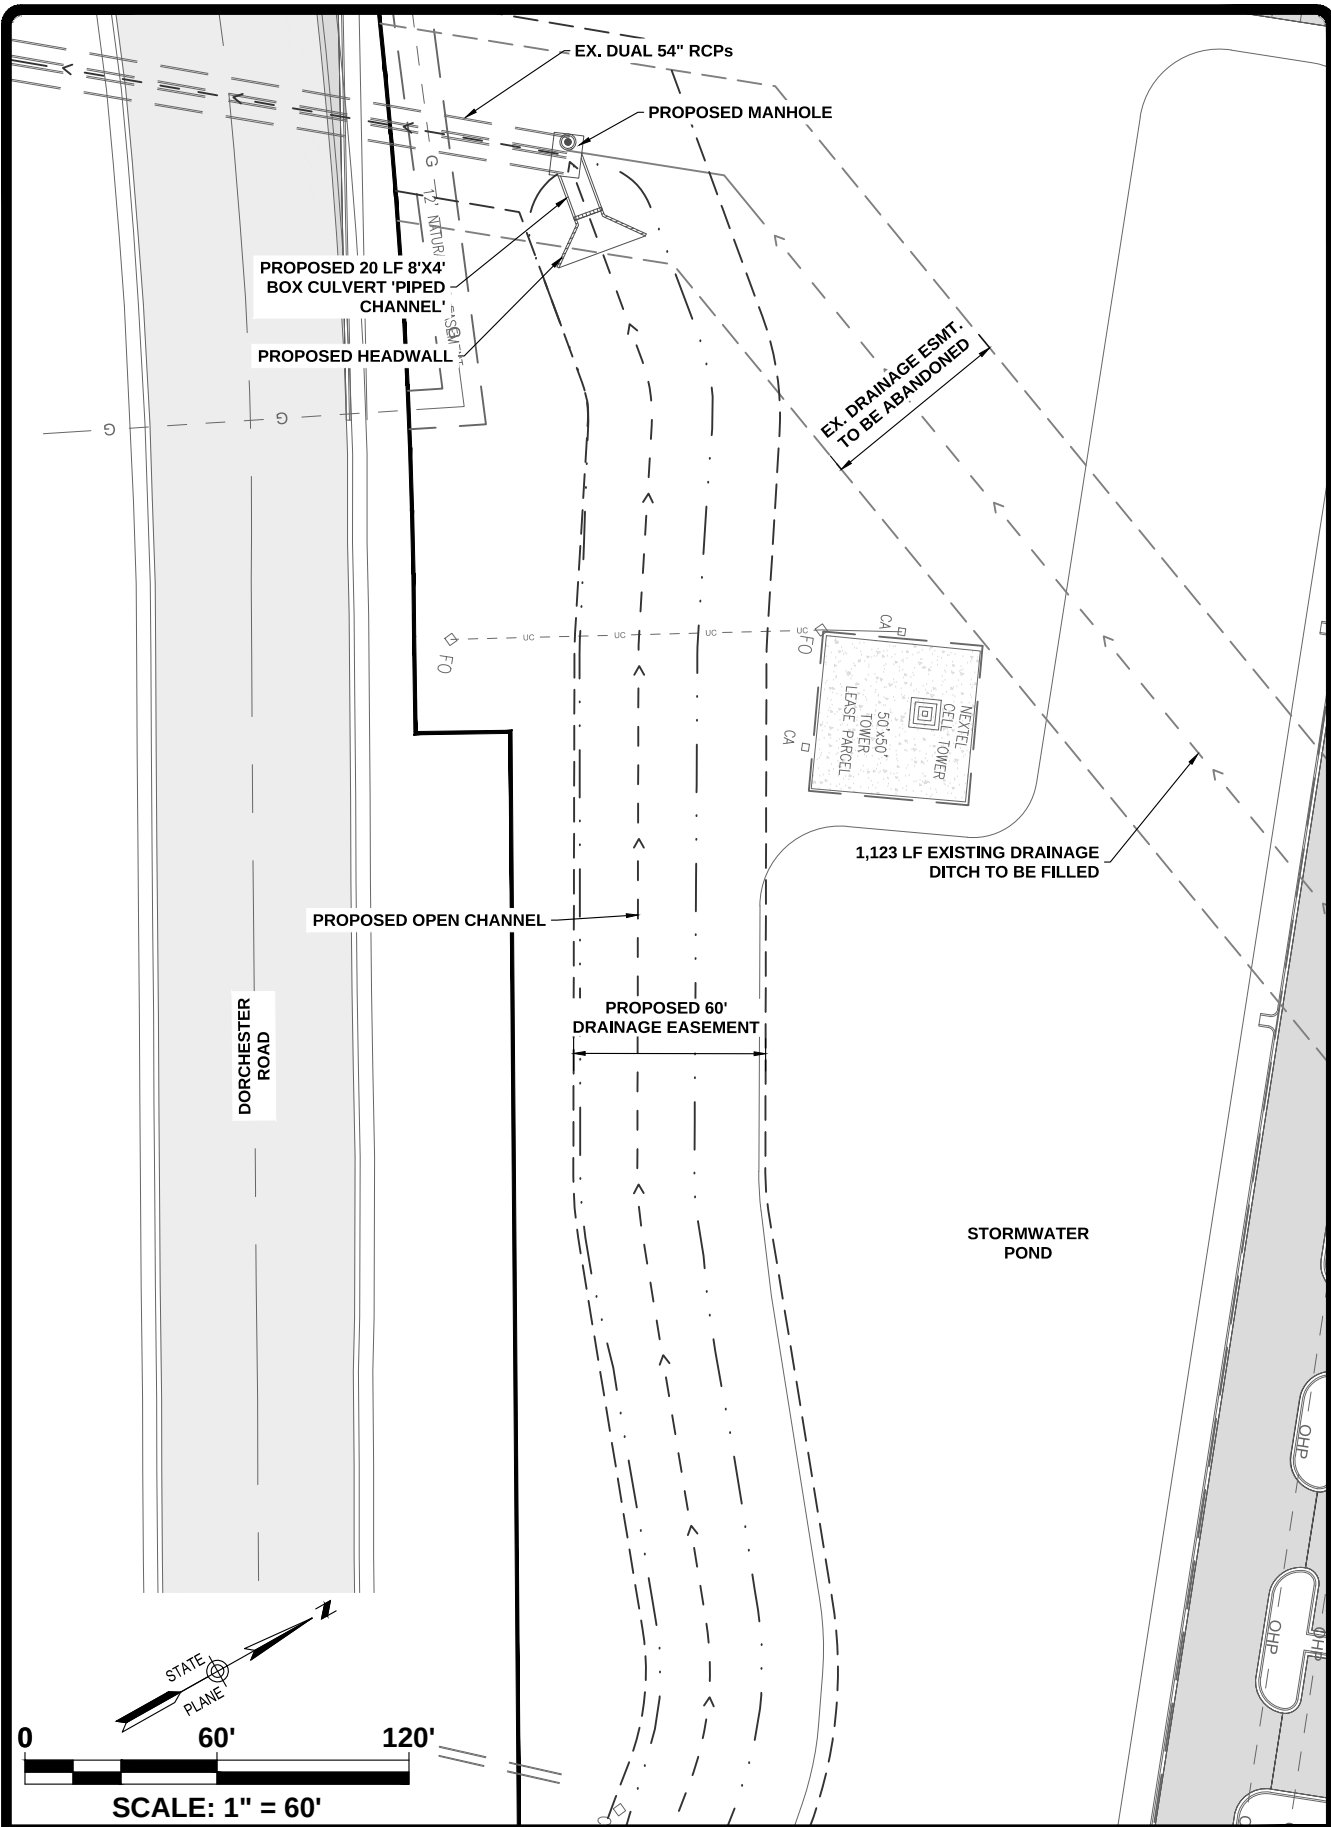 EX. DUAL 54" RCPs
PROPOSED MANHOLE
G
12' NATUR
PROPOSED 20 LF 8'X4'
BOX CULVERT 'PIPED
CHANNEL'
G
PROPOSED HEADWALL
EX. DRAINAGE ESMT.
TO BE ABANDONED
G
G
UC
UC
UC
UC
FO
FO
CA
CA
NEXTEL
CELL TOWER
50'x50'
TOWER
LEASE PARCEL
1,123 LF EXISTING DRAINAGE
DITCH TO BE FILLED
PROPOSED OPEN CHANNEL
PROPOSED 60'
DRAINAGE EASEMENT
DORCHESTER
ROAD
STORMWATER
POND
OHP
OHP
OHP
N
STATE
PLANE
0 60' 120'
SCALE: 1" = 60'